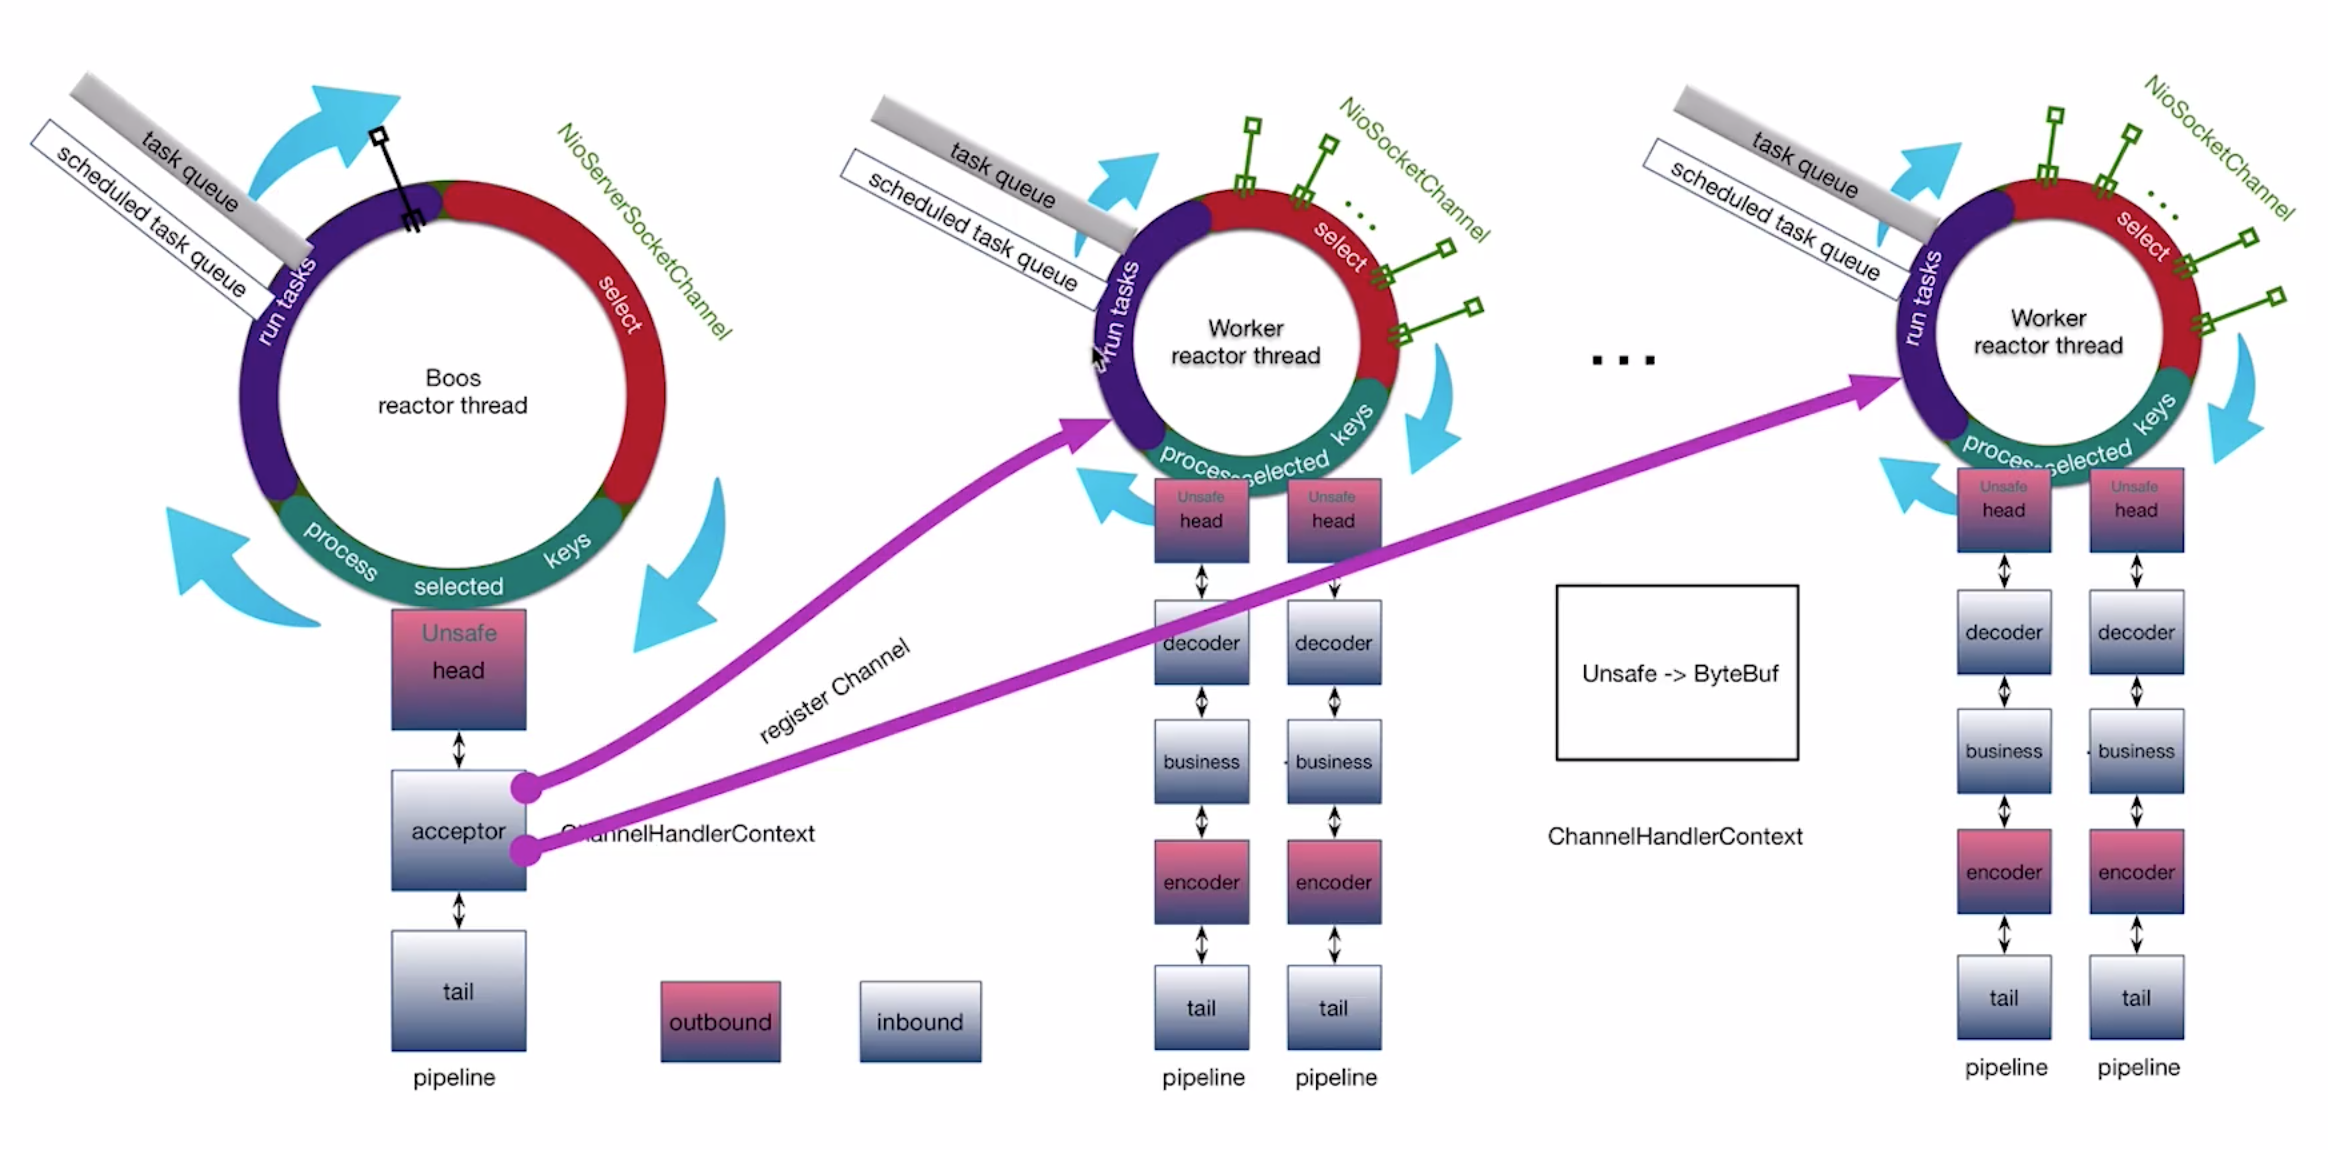 task queue
scheduled task queue
run tasks
select
NioServerSocketChannel
Boos
reactor thread
process
selected
keys
Unsafe
head
acceptor
tail
pipeline
ChannelHandlerContext
register Channel
outbound
inbound
task queue
scheduled task queue
run tasks
select
NioSocketChannel
Worker
reactor thread
process selected keys
Unsafe
head
decoder
business
encoder
tail
pipeline
Unsafe
head
decoder
business
encoder
tail
pipeline
...
Unsafe -> ByteBuf
ChannelHandlerContext
task queue
scheduled task queue
run tasks
select
NioSocketChannel
Worker
reactor thread
process selected keys
Unsafe
head
decoder
business
encoder
tail
pipeline
Unsafe
head
decoder
business
encoder
tail
pipeline